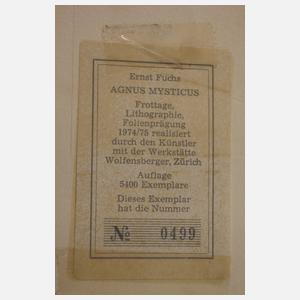 Ernst Fuchs
AGNUS MYSTICUS
Frottage,
Lithographie,
Folienprägung
1974/75 realisiert
durch den Künstler
mit der Werkstätte
Wolfensberger, Zürich
Auflage
5400 Exemplare
Dieses Exemplar
hat die Nummer
№ 0499